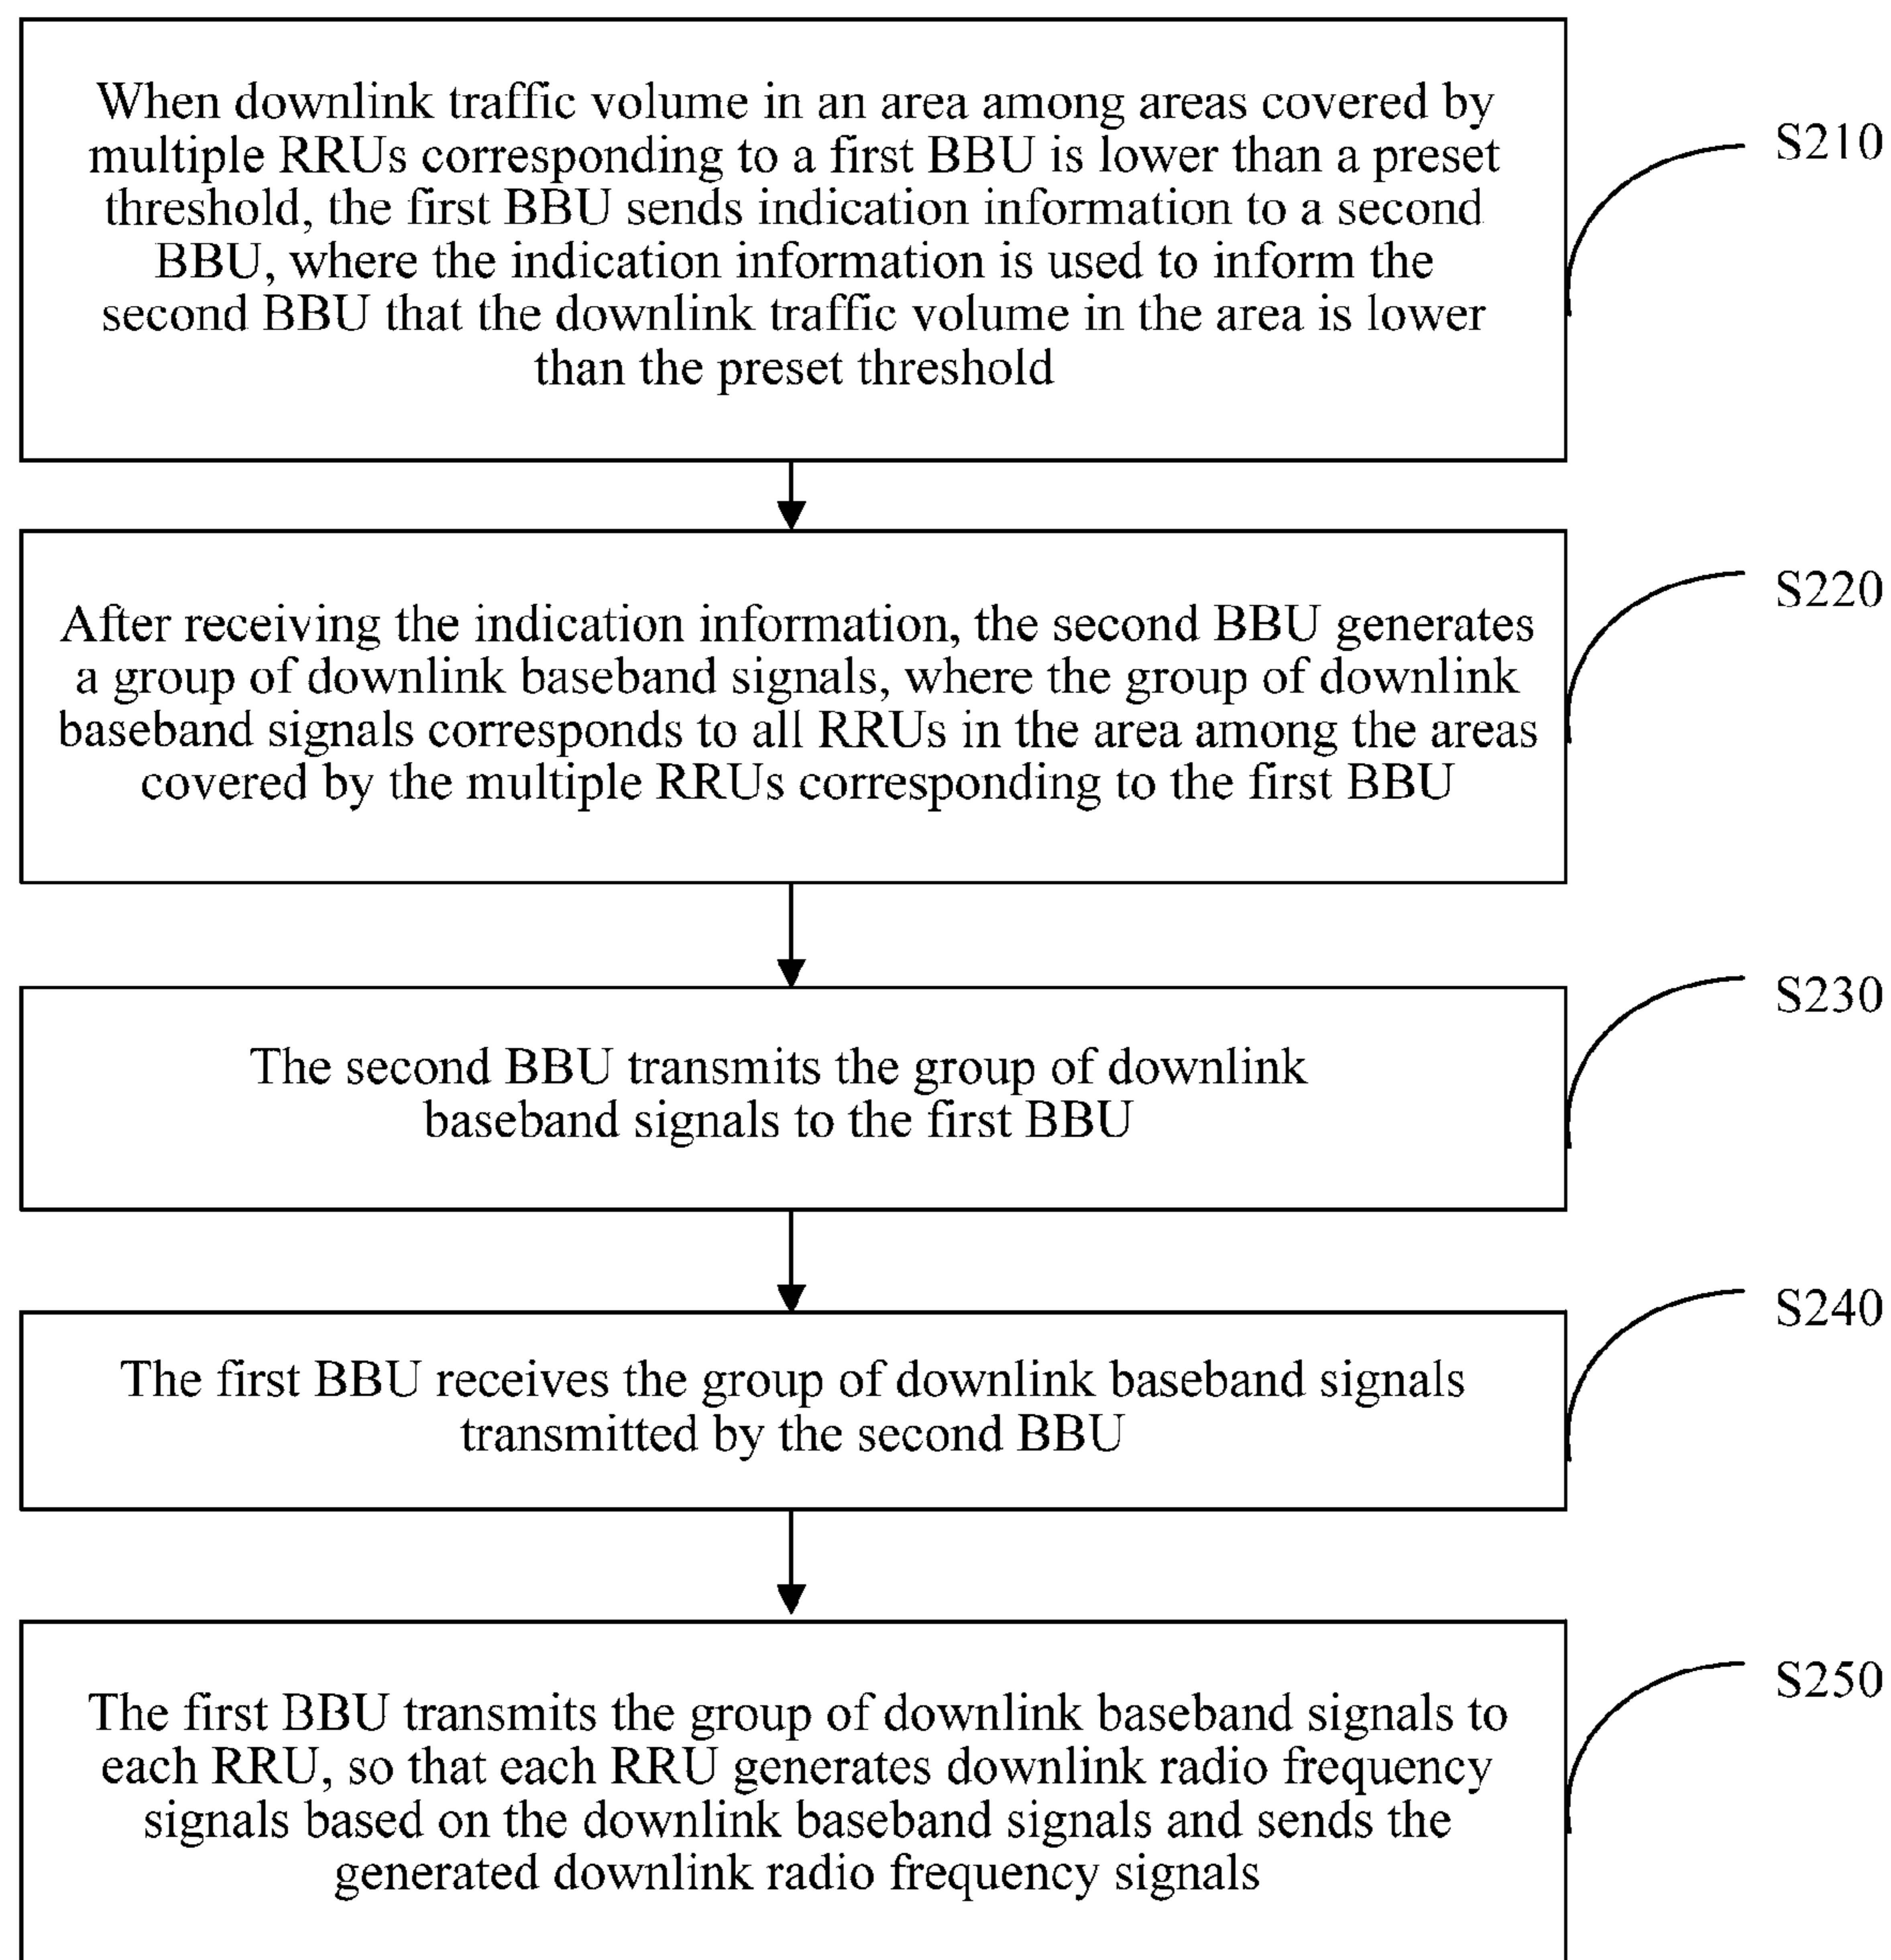 When downlink traffic volume in an area among areas covered by
multiple RRUs corresponding to a first BBU is lower than a preset
threshold, the first BBU sends indication information to a second
BBU, where the indication information is used to inform the
second BBU that the downlink traffic volume in the area is lower
than the preset threshold
S210
After receiving the indication information, the second BBU generates
a group of downlink baseband signals, where the group of downlink
baseband signals corresponds to all RRUs in the area among the areas
covered by the multiple RRUs corresponding to the first BBU
S220
The second BBU transmits the group of downlink
baseband signals to the first BBU
S230
The first BBU receives the group of downlink baseband signals
transmitted by the second BBU
S240
The first BBU transmits the group of downlink baseband signals to
each RRU, so that each RRU generates downlink radio frequency
signals based on the downlink baseband signals and sends the
generated downlink radio frequency signals
S250